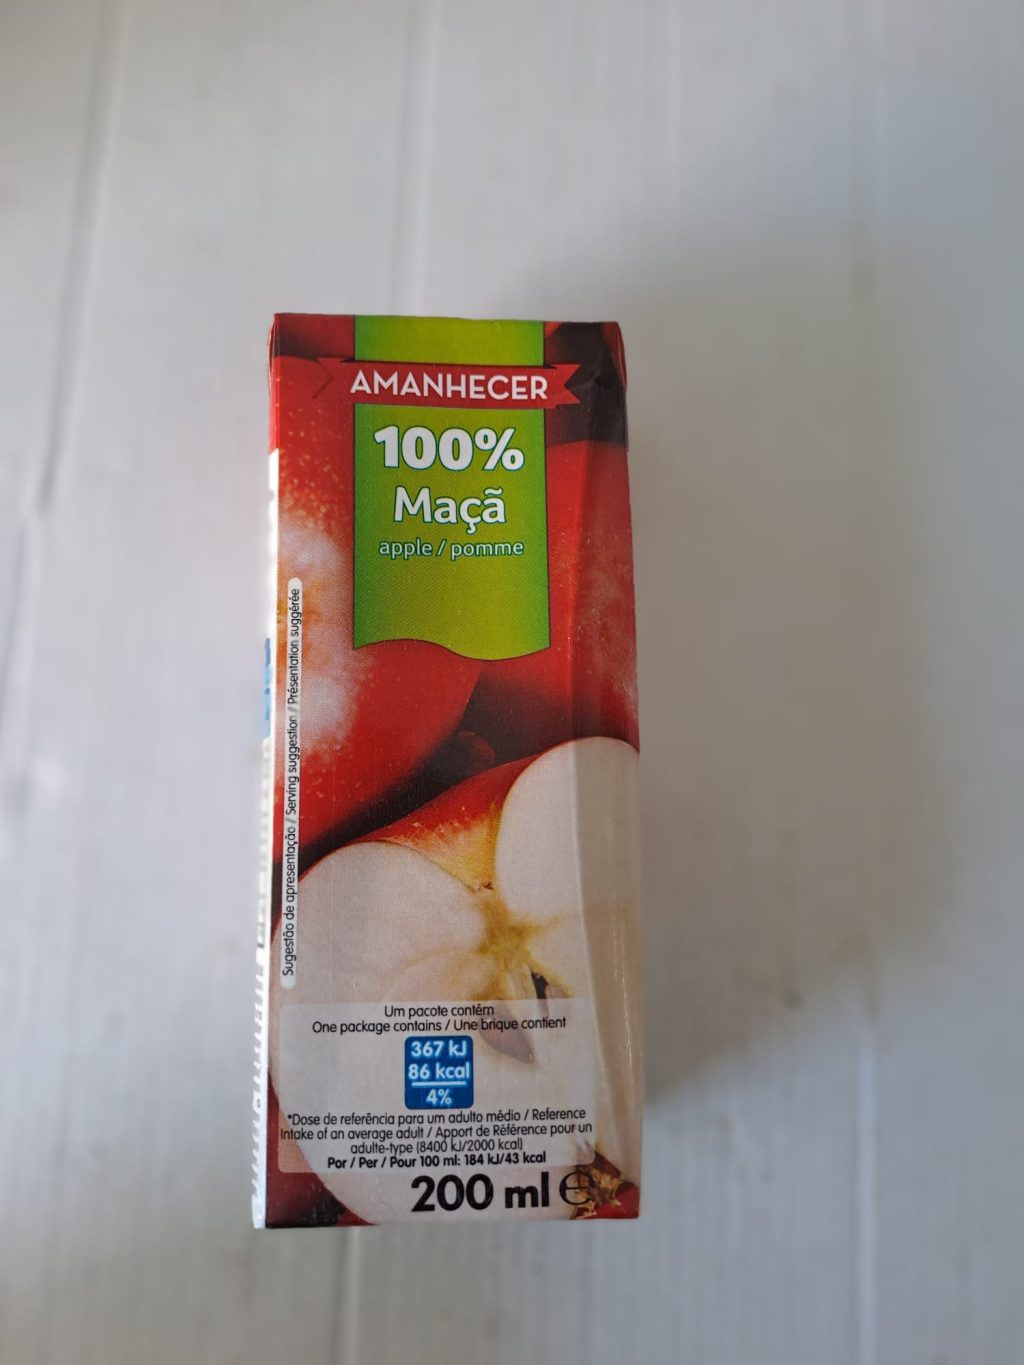 AMANHECER
100%
Maçã
apple / pomme
Sugestão de apresentação / Serving suggestion / Présentation suggérée
Um pacote contém
One package contains / Une brique contient
367 kJ
86 kcal
4%
*Dose de referência para um adulto médio / Reference
Intake of an average adult / Apport de Référence pour un
adulte-type (8400 kJ/2000 kcal)
Por / Per / Pour 100 ml: 184 kJ/43 kcal
200 ml ℮